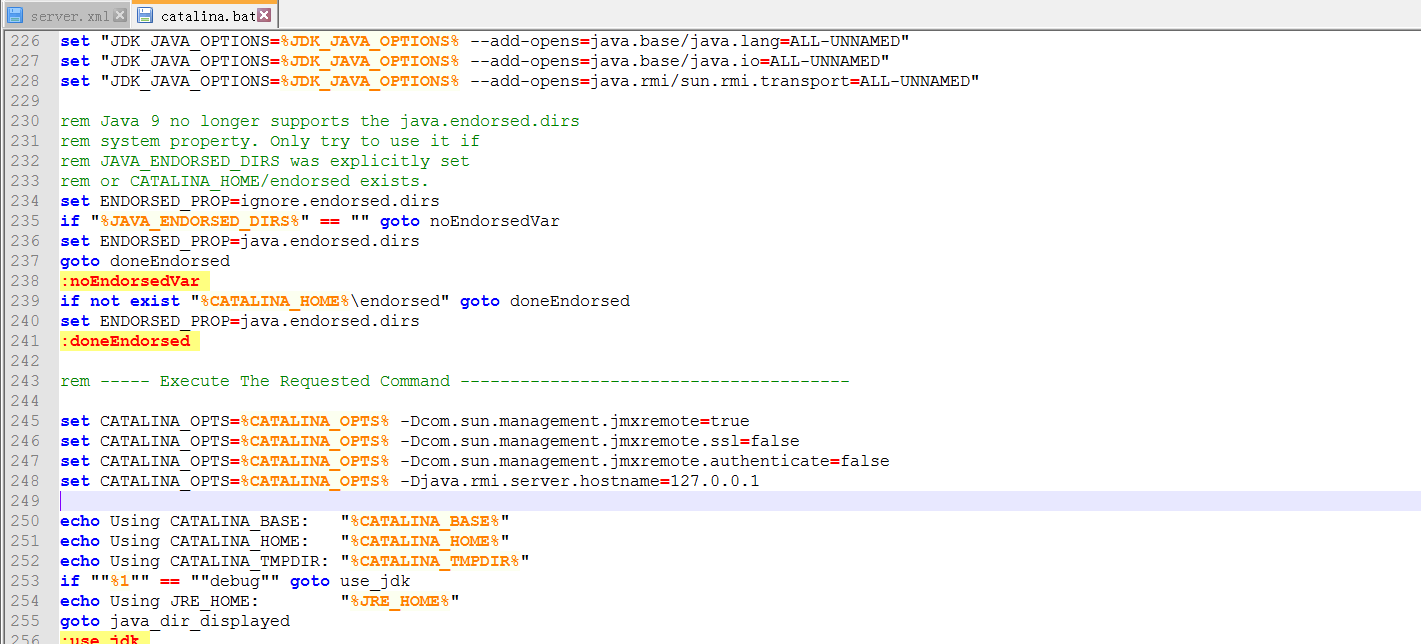 server.xml catalina.bat
226 set "JDK_JAVA_OPTIONS=%JDK_JAVA_OPTIONS% --add-opens=java.base/java.lang=ALL-UNNAMED"
227 set "JDK_JAVA_OPTIONS=%JDK_JAVA_OPTIONS% --add-opens=java.base/java.io=ALL-UNNAMED"
228 set "JDK_JAVA_OPTIONS=%JDK_JAVA_OPTIONS% --add-opens=java.rmi/sun.rmi.transport=ALL-UNNAMED"
229
230 rem Java 9 no longer supports the java.endorsed.dirs
231 rem system property. Only try to use it if
232 rem JAVA_ENDORSED_DIRS was explicitly set
233 rem or CATALINA_HOME/endorsed exists.
234 set ENDORSED_PROP=ignore.endorsed.dirs
235 if "%JAVA_ENDORSED_DIRS%" == "" goto noEndorsedVar
236 set ENDORSED_PROP=java.endorsed.dirs
237 goto doneEndorsed
238 :noEndorsedVar
239 if not exist "%CATALINA_HOME%\endorsed" goto doneEndorsed
240 set ENDORSED_PROP=java.endorsed.dirs
241 :doneEndorsed
242
243 rem ----- Execute The Requested Command ---------------------------------------
244
245 set CATALINA_OPTS=%CATALINA_OPTS% -Dcom.sun.management.jmxremote=true
246 set CATALINA_OPTS=%CATALINA_OPTS% -Dcom.sun.management.jmxremote.ssl=false
247 set CATALINA_OPTS=%CATALINA_OPTS% -Dcom.sun.management.jmxremote.authenticate=false
248 set CATALINA_OPTS=%CATALINA_OPTS% -Djava.rmi.server.hostname=127.0.0.1
249
250 echo Using CATALINA_BASE:   "%CATALINA_BASE%"
251 echo Using CATALINA_HOME:   "%CATALINA_HOME%"
252 echo Using CATALINA_TMPDIR: "%CATALINA_TMPDIR%"
253 if ""%1"" == ""debug"" goto use_jdk
254 echo Using JRE_HOME:        "%JRE_HOME%"
255 goto java_dir_displayed
256 :use_jdk